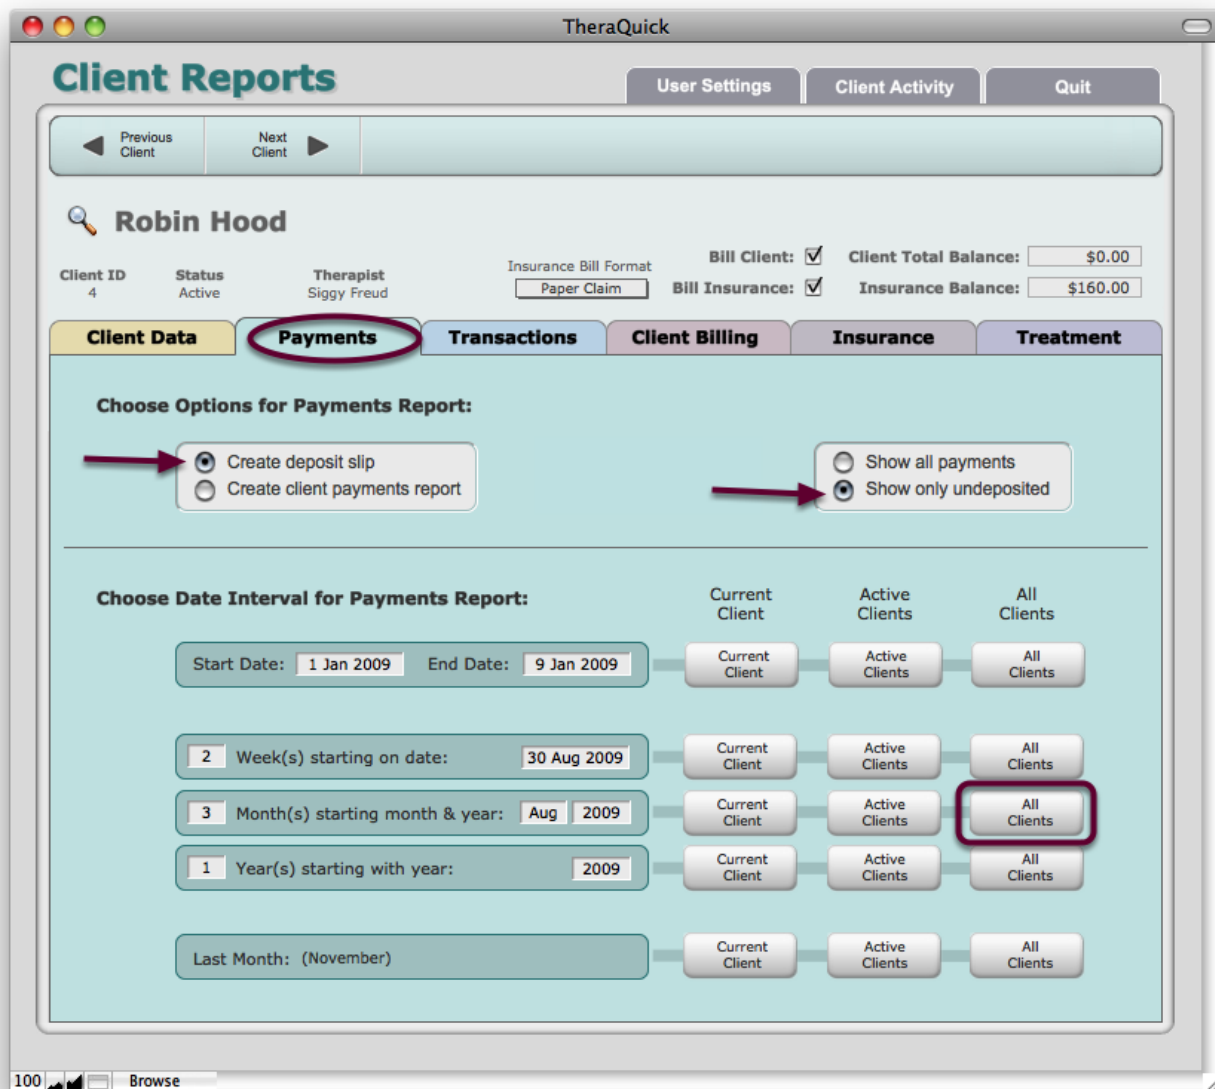 TheraQuick
Client Reports
User Settings
Client Activity
Quit
Previous
Client
Next
Client
Robin Hood
Client ID
4
Status
Active
Therapist
Siggy Freud
Insurance Bill Format
Paper Claim
Bill Client:
Bill Insurance:
Client Total Balance: $0.00
Insurance Balance: $160.00
Client Data
Payments
Transactions
Client Billing
Insurance
Treatment
Choose Options for Payments Report:
Create deposit slip
Create client payments report
Show all payments
Show only undeposited
Choose Date Interval for Payments Report:
Current
Client
Active
Clients
All
Clients
Start Date: 1 Jan 2009 End Date: 9 Jan 2009
Current
Client
Active
Clients
All
Clients
2 Week(s) starting on date: 30 Aug 2009
Current
Client
Active
Clients
All
Clients
3 Month(s) starting month & year: Aug 2009
Current
Client
Active
Clients
All
Clients
1 Year(s) starting with year: 2009
Current
Client
Active
Clients
All
Clients
Last Month: (November)
Current
Client
Active
Clients
All
Clients
100 Browse